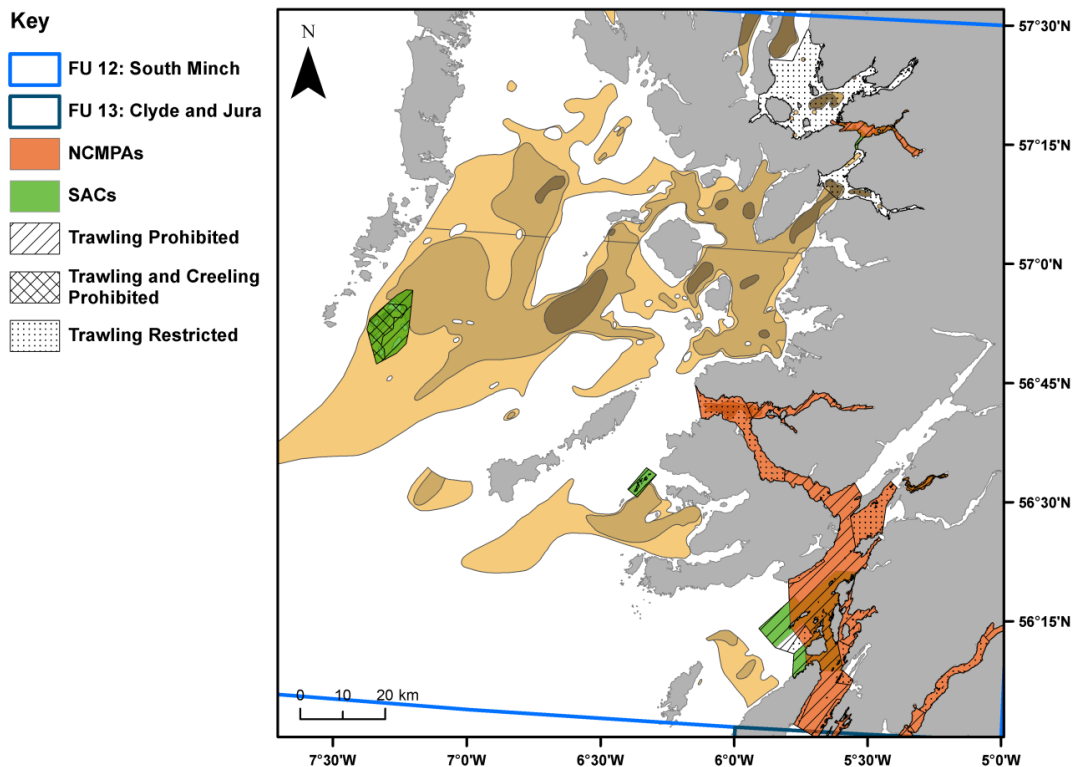 Key
FU 12: South Minch
FU 13: Clyde and Jura
NCMPAs
SACs
Trawling Prohibited
Trawling and Creeling
Prohibited
Trawling Restricted
N
57°30'N
57°15'N
57°0'N
56°45'N
56°30'N
56°15'N
0 10 20 km
7°30'W 7°0'W 6°30'W 6°0'W 5°30'W 5°0'W